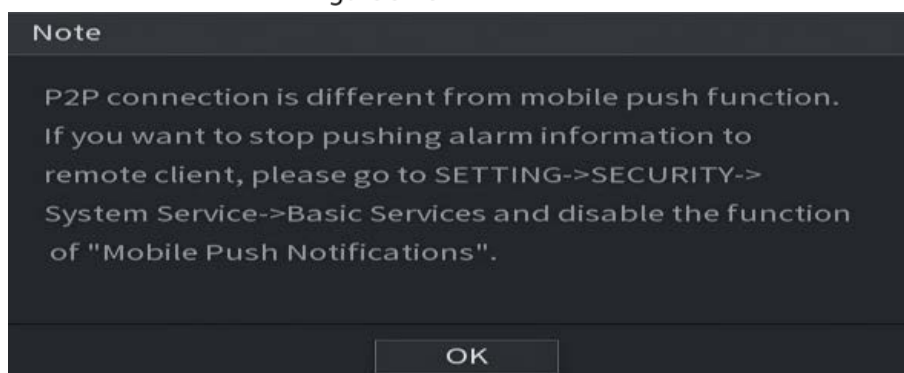 Note
P2P connection is different from mobile push function.
If you want to stop pushing alarm information to
remote client, please go to SETTING->SECURITY->
System Service->Basic Services and disable the function
of "Mobile Push Notifications".
OK